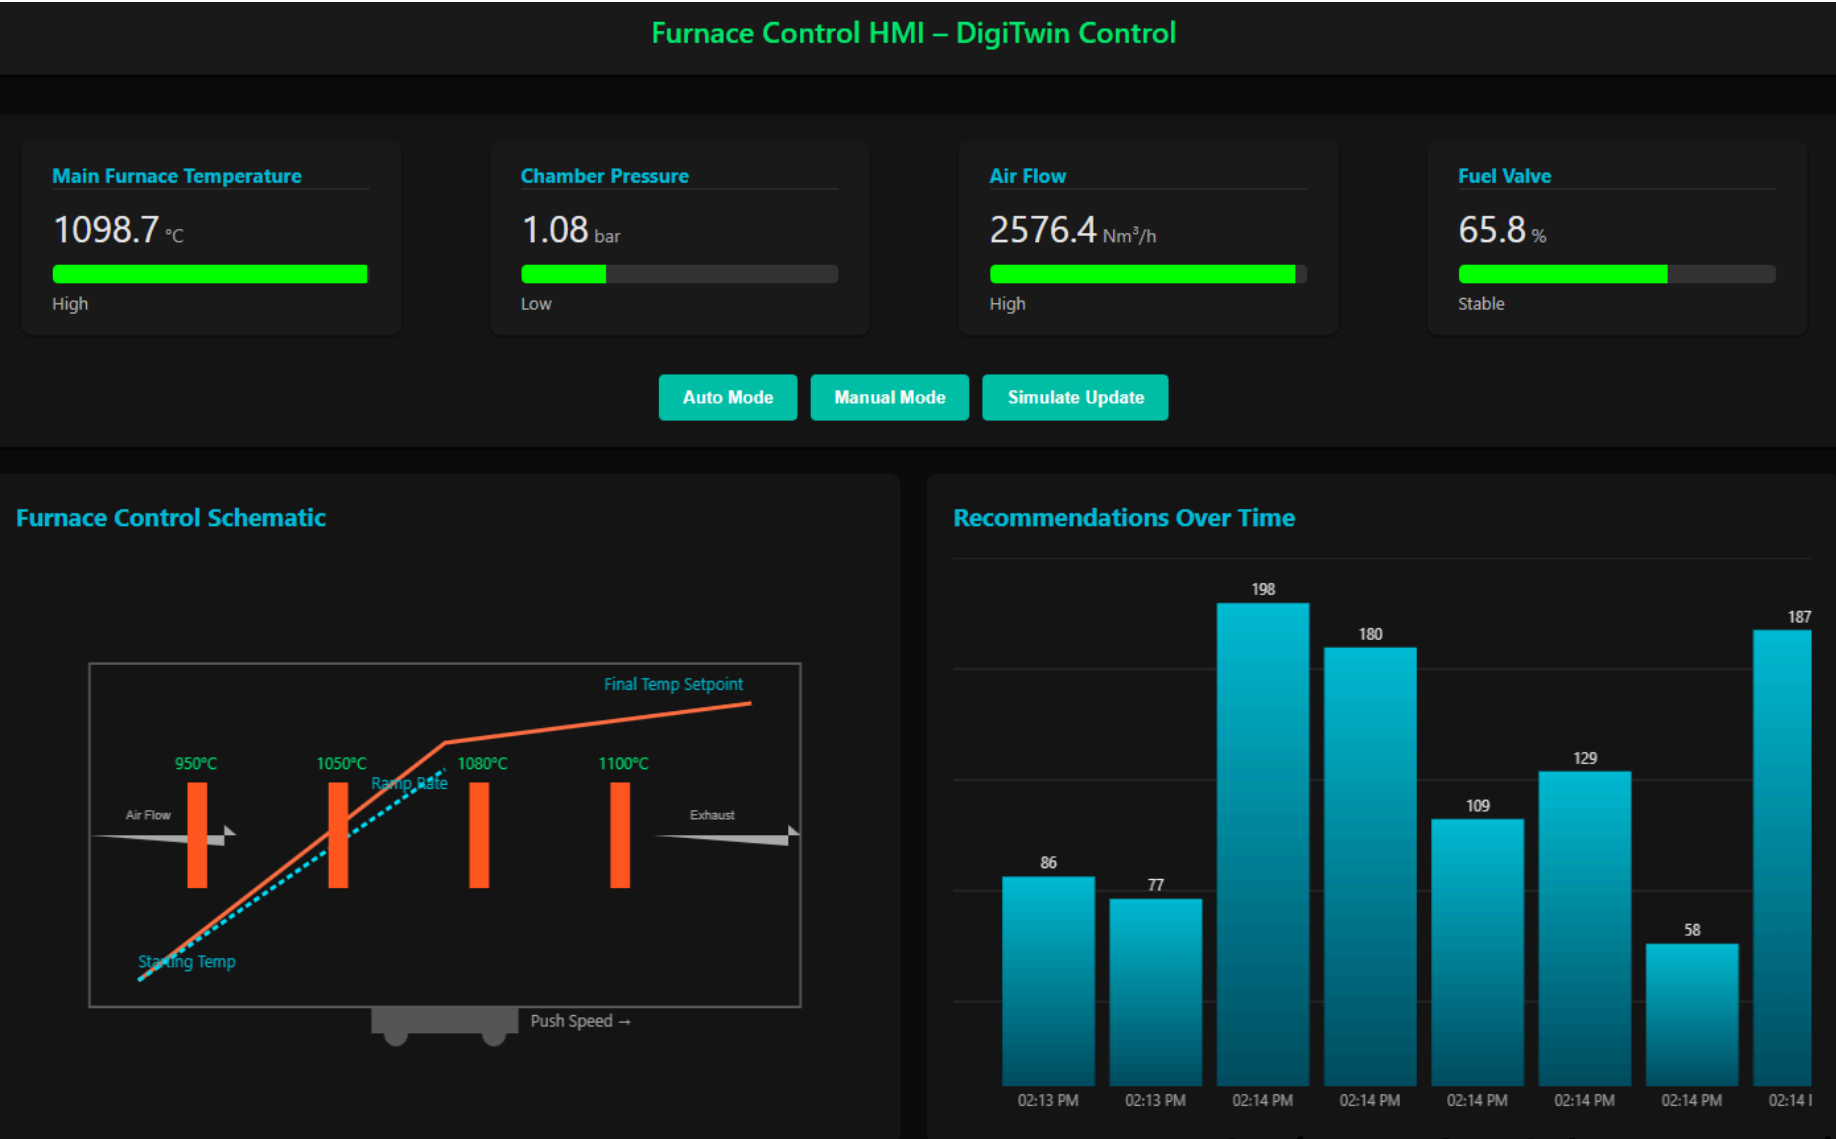 Furnace Control HMI – DigiTwin Control
Main Furnace Temperature
1098.7 °C
High
Chamber Pressure
1.08 bar
Low
Air Flow
2576.4 Nm³/h
High
Fuel Valve
65.8 %
Stable
Auto Mode
Manual Mode
Simulate Update
Furnace Control Schematic
Final Temp Setpoint
950°C
1050°C
1080°C
1100°C
Ramp Rate
Air Flow
Exhaust
Starting Temp
Push Speed →
Recommendations Over Time
86
77
198
180
109
129
58
187
02:13 PM
02:13 PM
02:14 PM
02:14 PM
02:14 PM
02:14 PM
02:14 PM
02:14